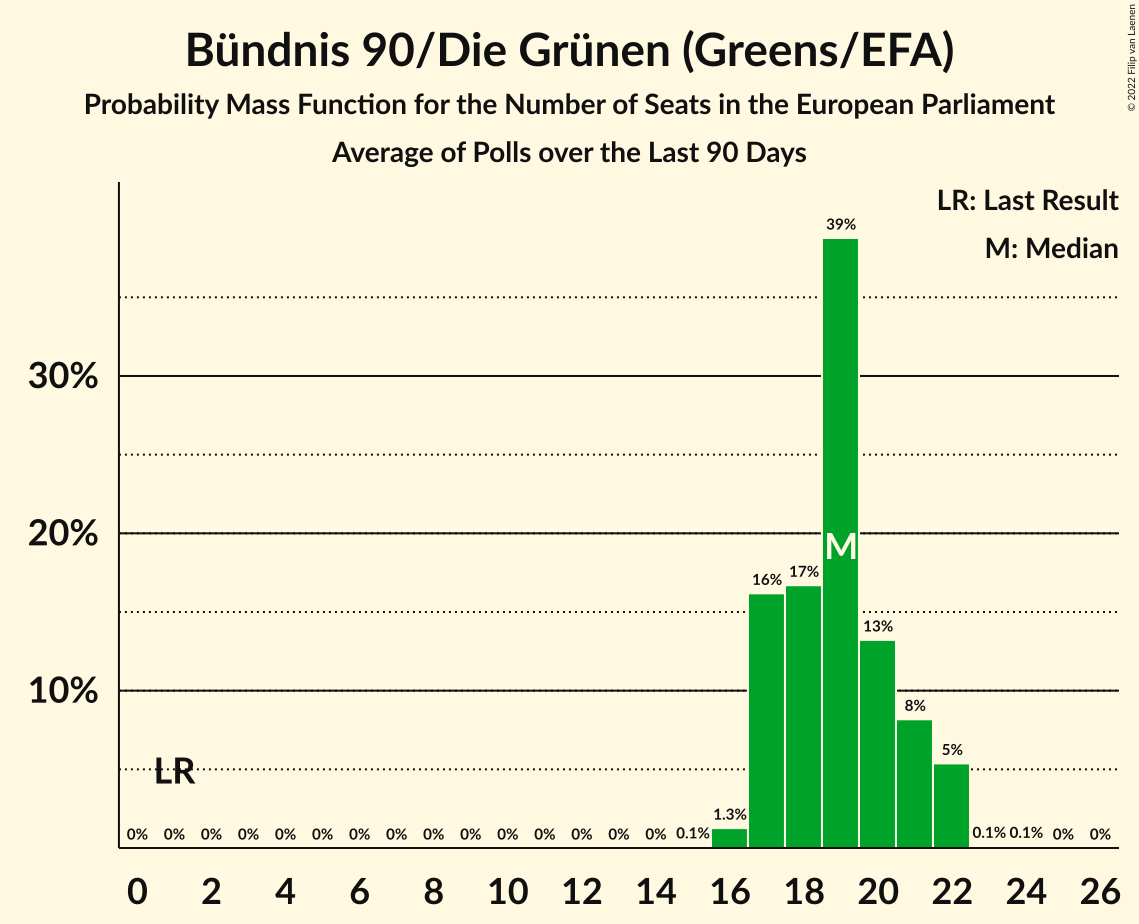 Bündnis 90/Die Grünen (Greens/EFA)
Probability Mass Function for the Number of Seats in the European Parliament
Average of Polls over the Last 90 Days
© 2022 Filip van Laenen
LR: Last Result
M: Median
39%
30%
20%
M
16% 17%
13%
10%
8%
5%
LR
1.3%
0% 0% 0% 0% 0% 0% 0% 0% 0% 0% 0% 0% 0% 0% 0% 0.1% 0.1% 0.1% 0% 0%
0 2 4 6 8 10 12 14 16 18 20 22 24 26